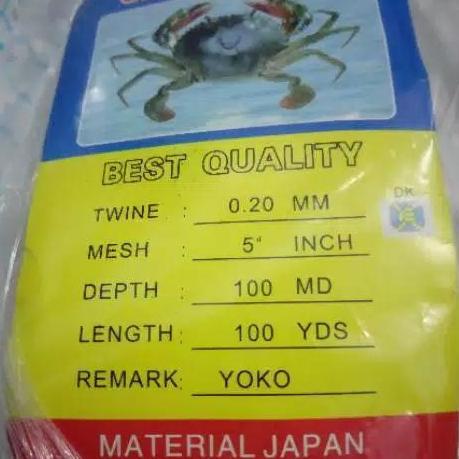 BEST QUALITY
TWINE : 0.20 MM
MESH : 5" INCH
DEPTH : 100 MD
LENGTH: 100 YDS
REMARK: YOKO
DK
MATERIAL JAPAN